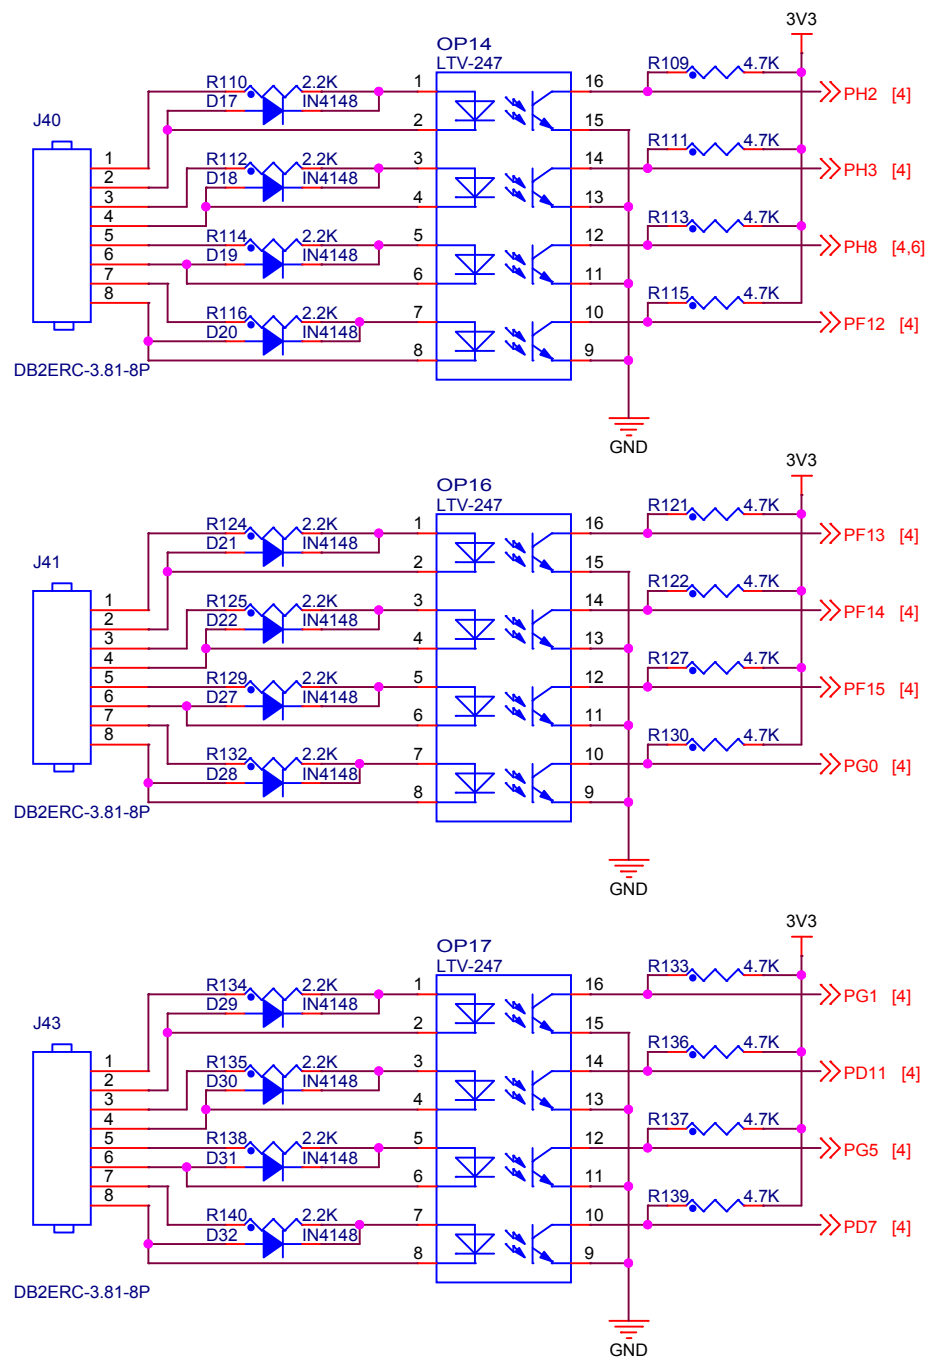 3V3
OP14
LTV-247
R110 2.2K 1 16 R109 4.7K
D17 IN4148 PH2 [4]
J40 2 15
R111 4.7K
1 R112 2.2K 3 14 PH3 [4]
2 D18 IN4148
3 4 13 R113 4.7K
4
5 R114 2.2K 5 12 PH8 [4,6]
6 D19 IN4148
7 6 11
8 R115 4.7K
R116 2.2K 7 10 PF12 [4]
D20 IN4148
8 9
DB2ERC-3.81-8P
GND
3V3
OP16
LTV-247
R124 2.2K 1 16 R121 4.7K
D21 IN4148 PF13 [4]
J41 2 15
R122 4.7K
1 R125 2.2K 3 14 PF14 [4]
2 D22 IN4148
3 4 13 R127 4.7K
4
5 R129 2.2K 5 12 PF15 [4]
6 D27 IN4148
7 6 11
8 R130 4.7K
R132 2.2K 7 10 PG0 [4]
D28 IN4148
8 9
DB2ERC-3.81-8P
GND
3V3
OP17
LTV-247
R134 2.2K 1 16 R133 4.7K
D29 IN4148 PG1 [4]
J43 2 15
R136 4.7K
1 R135 2.2K 3 14 PD11 [4]
2 D30 IN4148
3 4 13 R137 4.7K
4
5 R138 2.2K 5 12 PG5 [4]
6 D31 IN4148
7 6 11
8 R139 4.7K
R140 2.2K 7 10 PD7 [4]
D32 IN4148
8 9
DB2ERC-3.81-8P
GND